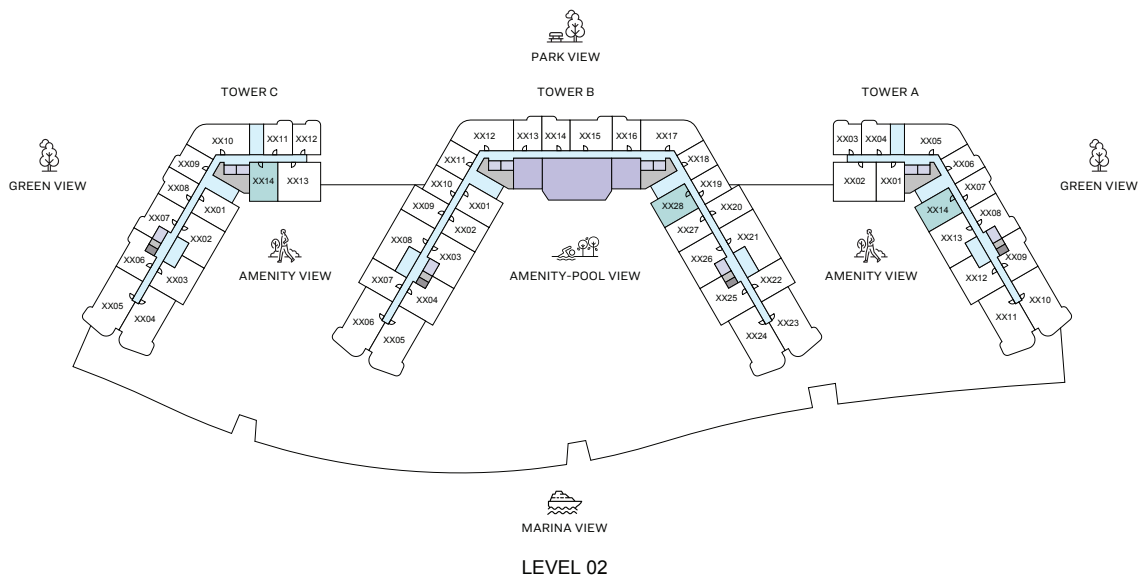 PARK VIEW
TOWER C
TOWER B
TOWER A
GREEN VIEW
GREEN VIEW
XX10
XX11
XX12
XX09
XX14
XX13
XX08
XX01
XX07
XX02
XX06
XX03
XX05
XX04
AMENITY VIEW
XX12
XX13
XX14
XX15
XX16
XX17
XX11
XX18
XX10
XX19
XX09
XX01
XX28
XX20
XX08
XX02
XX27
XX21
XX07
XX03
XX26
XX22
XX04
XX25
XX06
XX23
XX05
XX24
AMENITY-POOL VIEW
XX03
XX04
XX05
XX02
XX01
XX06
XX07
XX14
XX08
XX13
XX09
XX12
XX10
XX11
AMENITY VIEW
MARINA VIEW
LEVEL 02